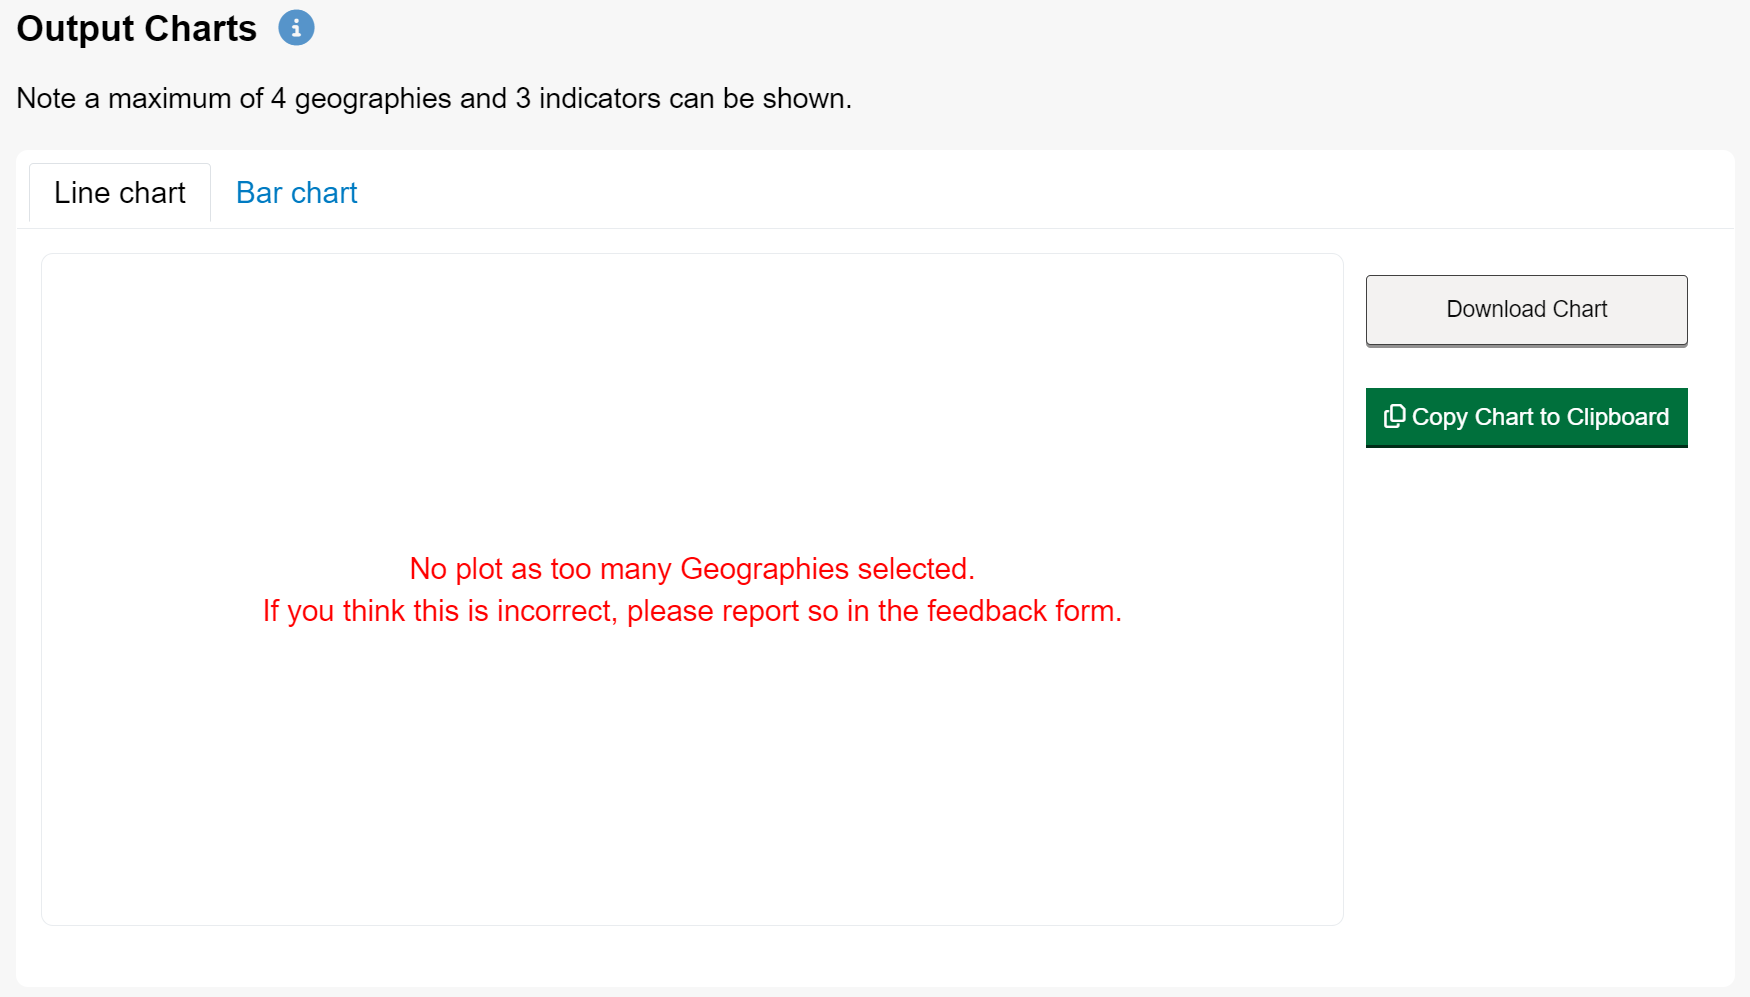 Output Charts
Note a maximum of 4 geographies and 3 indicators can be shown.
Line chart
Bar chart
Download Chart
Copy Chart to Clipboard
No plot as too many Geographies selected.
If you think this is incorrect, please report so in the feedback form.